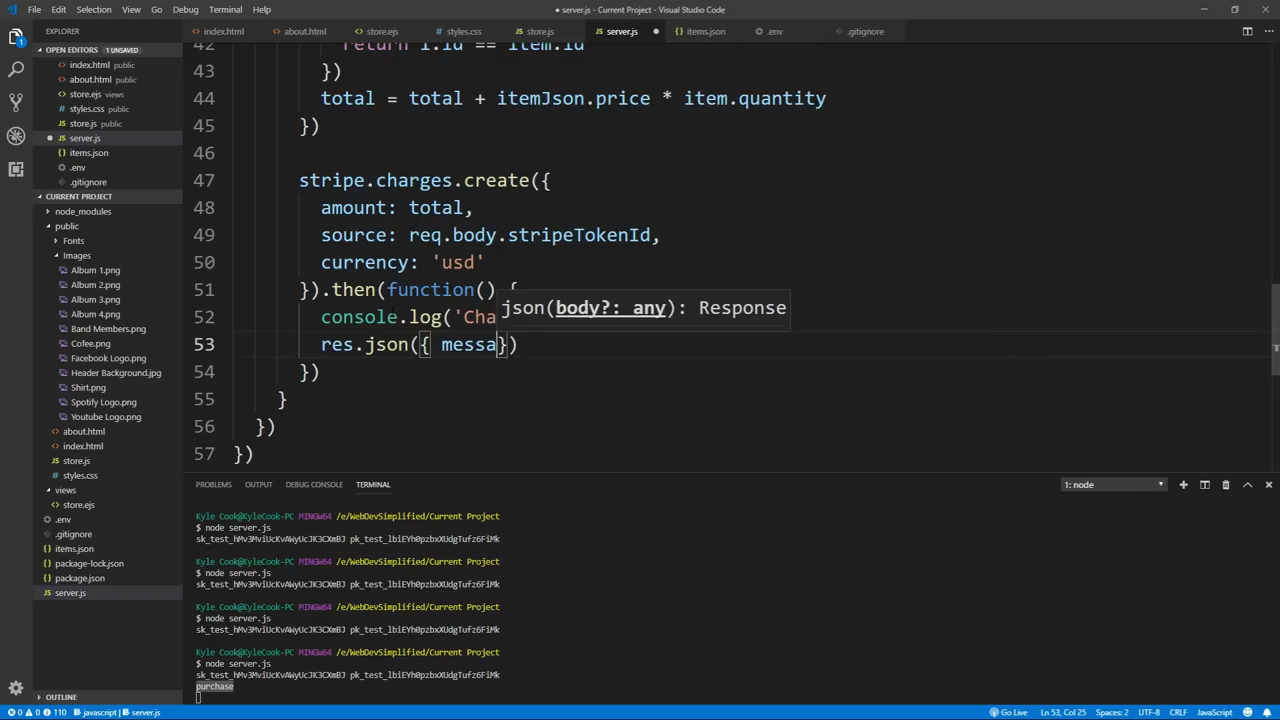 File Edit Selection View Go Debug Terminal Help
● server.js - Current Project - Visual Studio Code
EXPLORER
index.html about.html store.ejs styles.css store.js server.js items.json .env .gitignore
OPEN EDITORS 1 UNSAVED
index.html public
about.html public
store.ejs views
styles.css public
store.js public
server.js
items.json
.env
.gitignore
CURRENT PROJECT
node_modules
public
Fonts
Images
Album 1.png
Album 2.png
Album 3.png
Album 4.png
Band Members.png
Cofee.png
Facebook Logo.png
Header Background.jpg
Shirt.png
Spotify Logo.png
Youtube Logo.png
about.html
index.html
store.js
styles.css
views
store.ejs
.env
.gitignore
items.json
package-lock.json
package.json
server.js
OUTLINE
42 return i.id == item.id
43 })
44 total = total + itemJson.price * item.quantity
45 })
46
47 stripe.charges.create({
48 amount: total,
49 source: req.body.stripeTokenId,
50 currency: 'usd'
51 }).then(function() {
json(body?: any): Response
52 console.log('Cha
53 res.json({ messa})
54 })
55 }
56 })
57 })
PROBLEMS OUTPUT DEBUG CONSOLE TERMINAL 1: node
Kyle Cook@KyleCook-PC MINGW64 /e/WebDevSimplified/Current Project
$ node server.js
sk_test_hMv3MviUcKvAWyUcJK3CXmBJ pk_test_lbiEYh0pzbxXUdgTufz6FiMk
Kyle Cook@KyleCook-PC MINGW64 /e/WebDevSimplified/Current Project
$ node server.js
sk_test_hMv3MviUcKvAWyUcJK3CXmBJ pk_test_lbiEYh0pzbxXUdgTufz6FiMk
Kyle Cook@KyleCook-PC MINGW64 /e/WebDevSimplified/Current Project
$ node server.js
sk_test_hMv3MviUcKvAWyUcJK3CXmBJ pk_test_lbiEYh0pzbxXUdgTufz6FiMk
Kyle Cook@KyleCook-PC MINGW64 /e/WebDevSimplified/Current Project
$ node server.js
sk_test_hMv3MviUcKvAWyUcJK3CXmBJ pk_test_lbiEYh0pzbxXUdgTufz6FiMk
purchase
0 0 110 javascript server.js Go Live Ln 53, Col 25 Spaces: 2 UTF-8 CRLF JavaScript